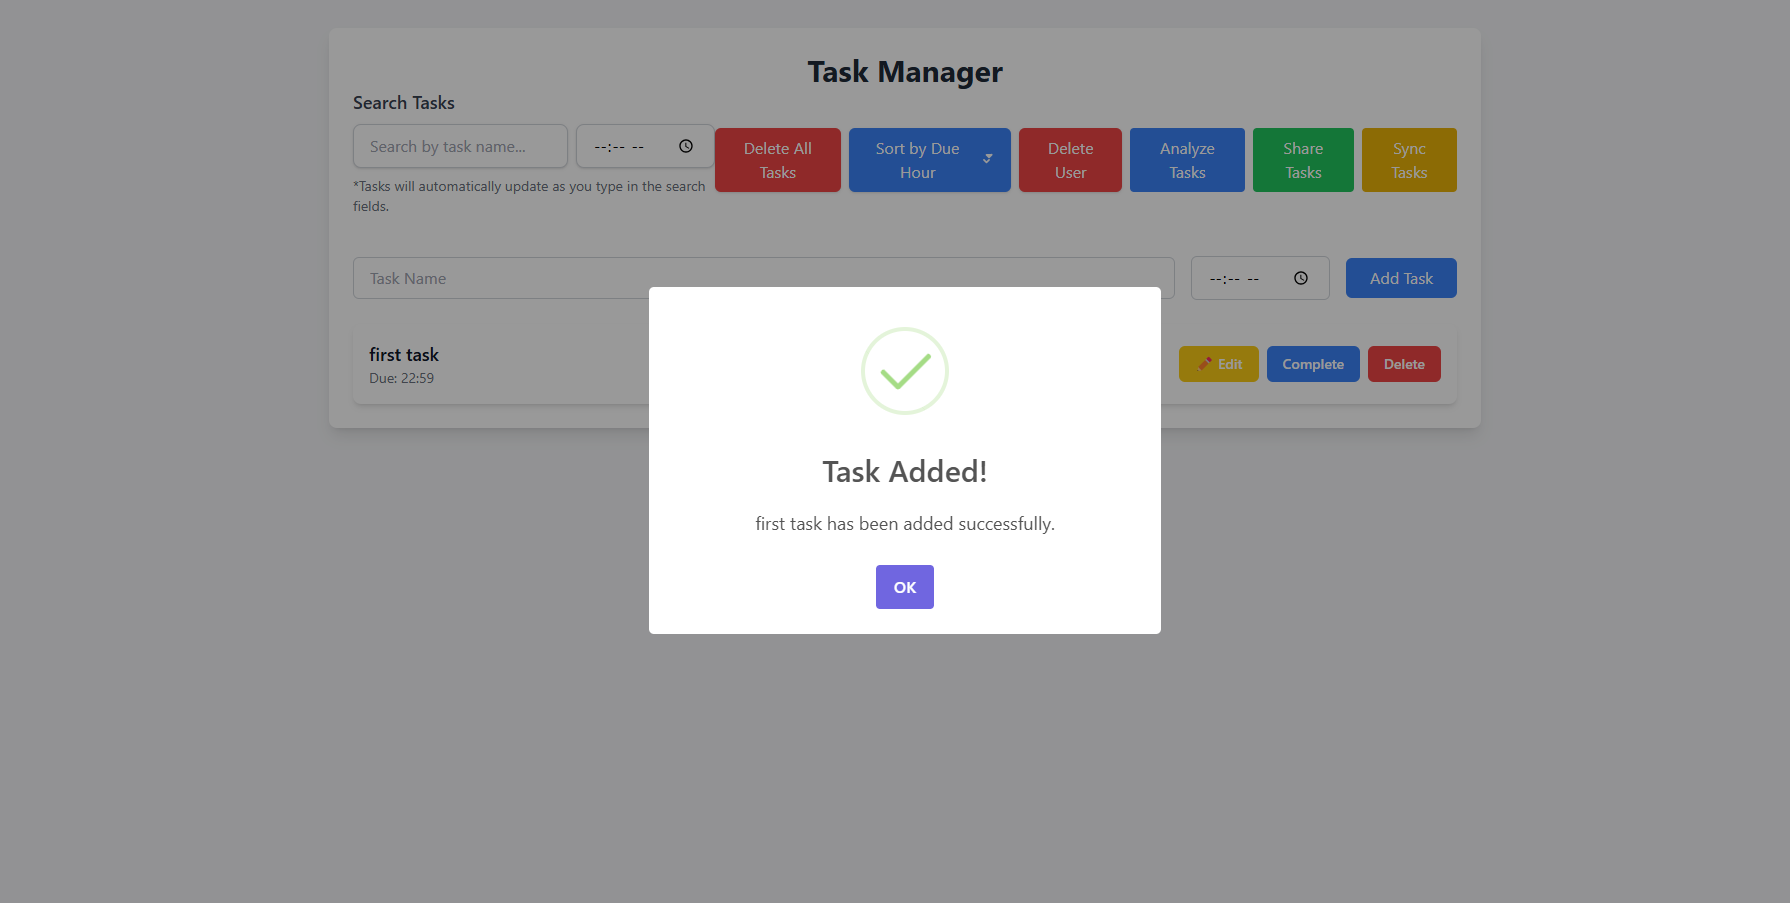 Task Manager
Search Tasks
Search by task name...
--:-- --
Delete All
Tasks
Sort by Due
Hour
Delete
User
Analyze
Tasks
Share
Tasks
Sync
Tasks
*Tasks will automatically update as you type in the search
fields.
Task Name
--:-- --
Add Task
first task
Due: 22:59
Edit
Complete
Delete
Task Added!
first task has been added successfully.
OK